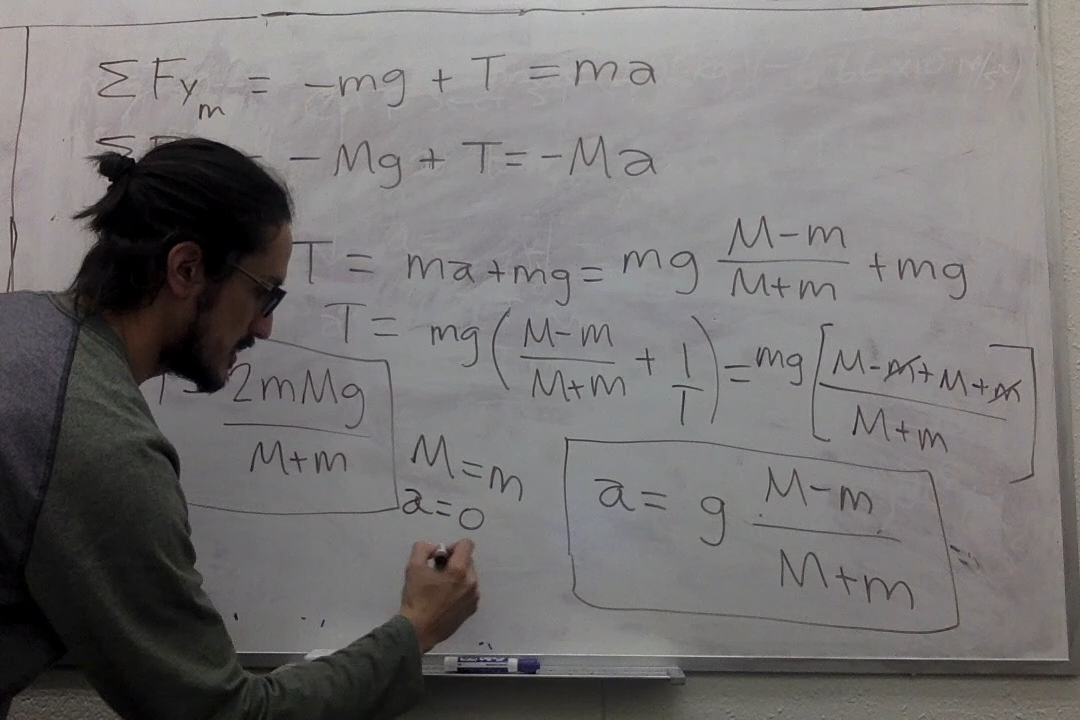 ΣFy_m = -mg + T = ma
- Mg + T = -Ma
T = ma + mg = mg (M-m)/(M+m) + mg
T = mg((M-m)/(M+m) + 1/1) = mg[(M-m+M+m)/(M+m)]
= 2mMg/(M+m)
M = m
a = 0
a = g (M-m)/(M+m)